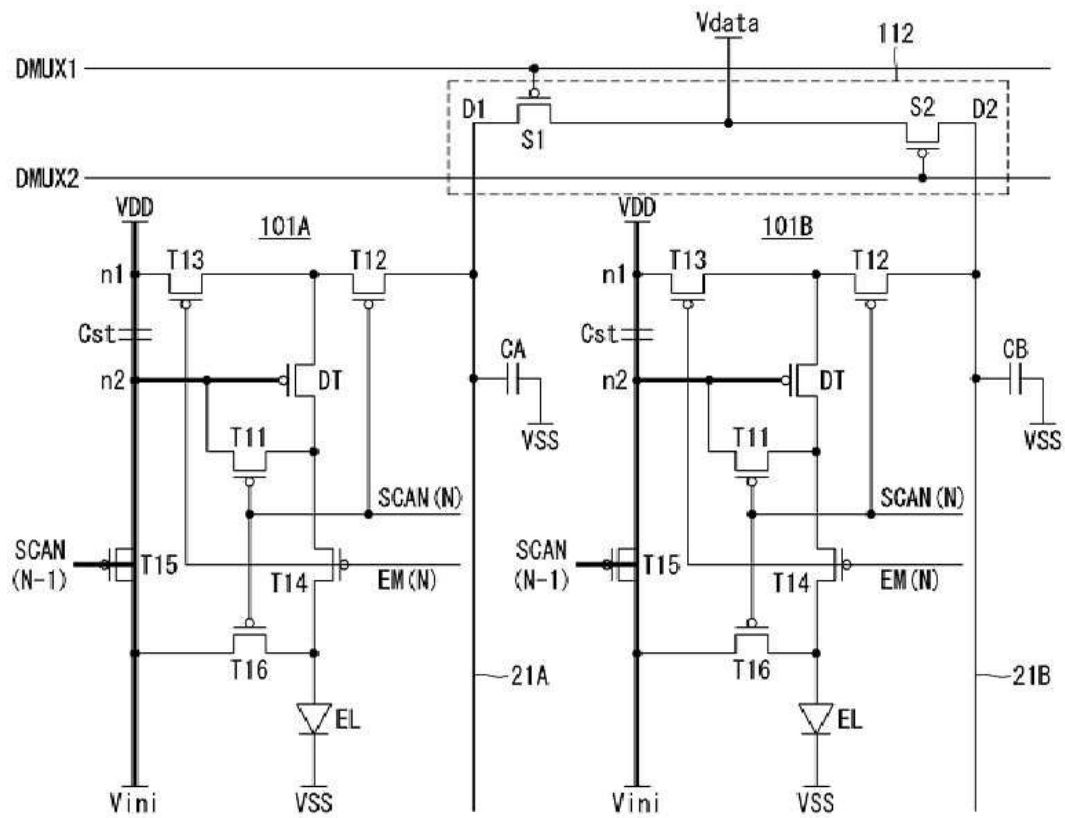 Vdata
112
DMUX1
D1
S1
S2
D2
DMUX2
VDD
101A
n1
T13
T12
Cst
n2
DT
CA
VSS
T11
SCAN(N)
SCAN
(N-1)
T15
T14
EM(N)
T16
21A
EL
Vini
VSS
VDD
101B
n1
T13
T12
Cst
n2
DT
CB
VSS
T11
SCAN(N)
SCAN
(N-1)
T15
T14
EM(N)
T16
21B
EL
Vini
VSS